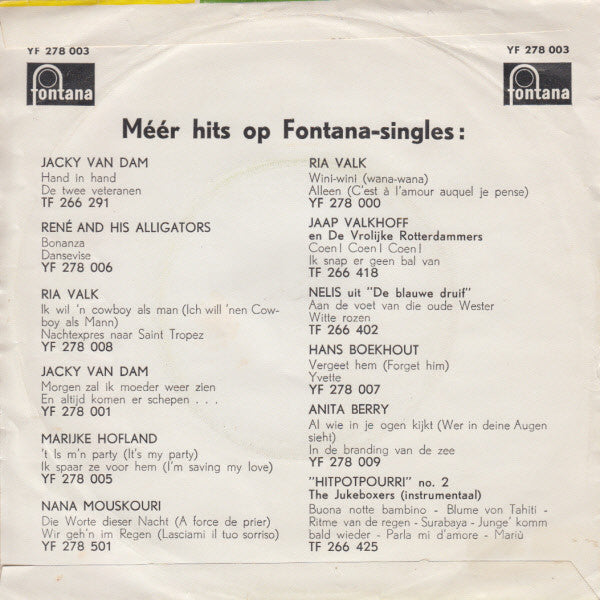 YF 278 003
YF 278 003
fontana
fontana
Méér hits op Fontana-singles:
JACKY VAN DAM
Hand in hand
De twee veteranen
TF 266 291
RENÉ AND HIS ALLIGATORS
Bonanza
Dansevise
YF 278 006
RIA VALK
Ik wil 'n cowboy als man (Ich will 'nen Cow-
boy als Mann)
Nachtexpres naar Saint Tropez
YF 278 008
JACKY VAN DAM
Morgen zal ik moeder weer zien
En altijd komen er schepen . . .
YF 278 001
MARIJKE HOFLAND
't Is m'n party (It's my party)
Ik spaar ze voor hem (I'm saving my love)
YF 278 005
NANA MOUSKOURI
Die Worte dieser Nacht (A force de prier)
Wir geh'n im Regen (Lasciami il tuo sorriso)
YF 278 501
RIA VALK
Wini-wini (wana-wana)
Alleen (C'est à l'amour auquel je pense)
YF 278 000
JAAP VALKHOFF
en De Vrolijke Rotterdammers
Coen! Coen! Coen!
Ik snap er geen bal van
TF 266 418
NELIS uit "De blauwe druif"
Aan de voet van die oude Wester
Witte rozen
TF 266 402
HANS BOEKHOUT
Vergeet hem (Forget him)
Yvette
YF 278 007
ANITA BERRY
Al wie in je ogen kijkt (Wer in deine Augen
sieht)
In de branding van de zee
YF 278 009
"HITPOTPOURRI" no. 2
The Jukeboxers (instrumentaal)
Buona notte bambino - Blume von Tahiti -
Ritme van de regen - Surabaya - Junge' komm
bald wieder - Parla mi d'amore - Mariù
TF 266 425